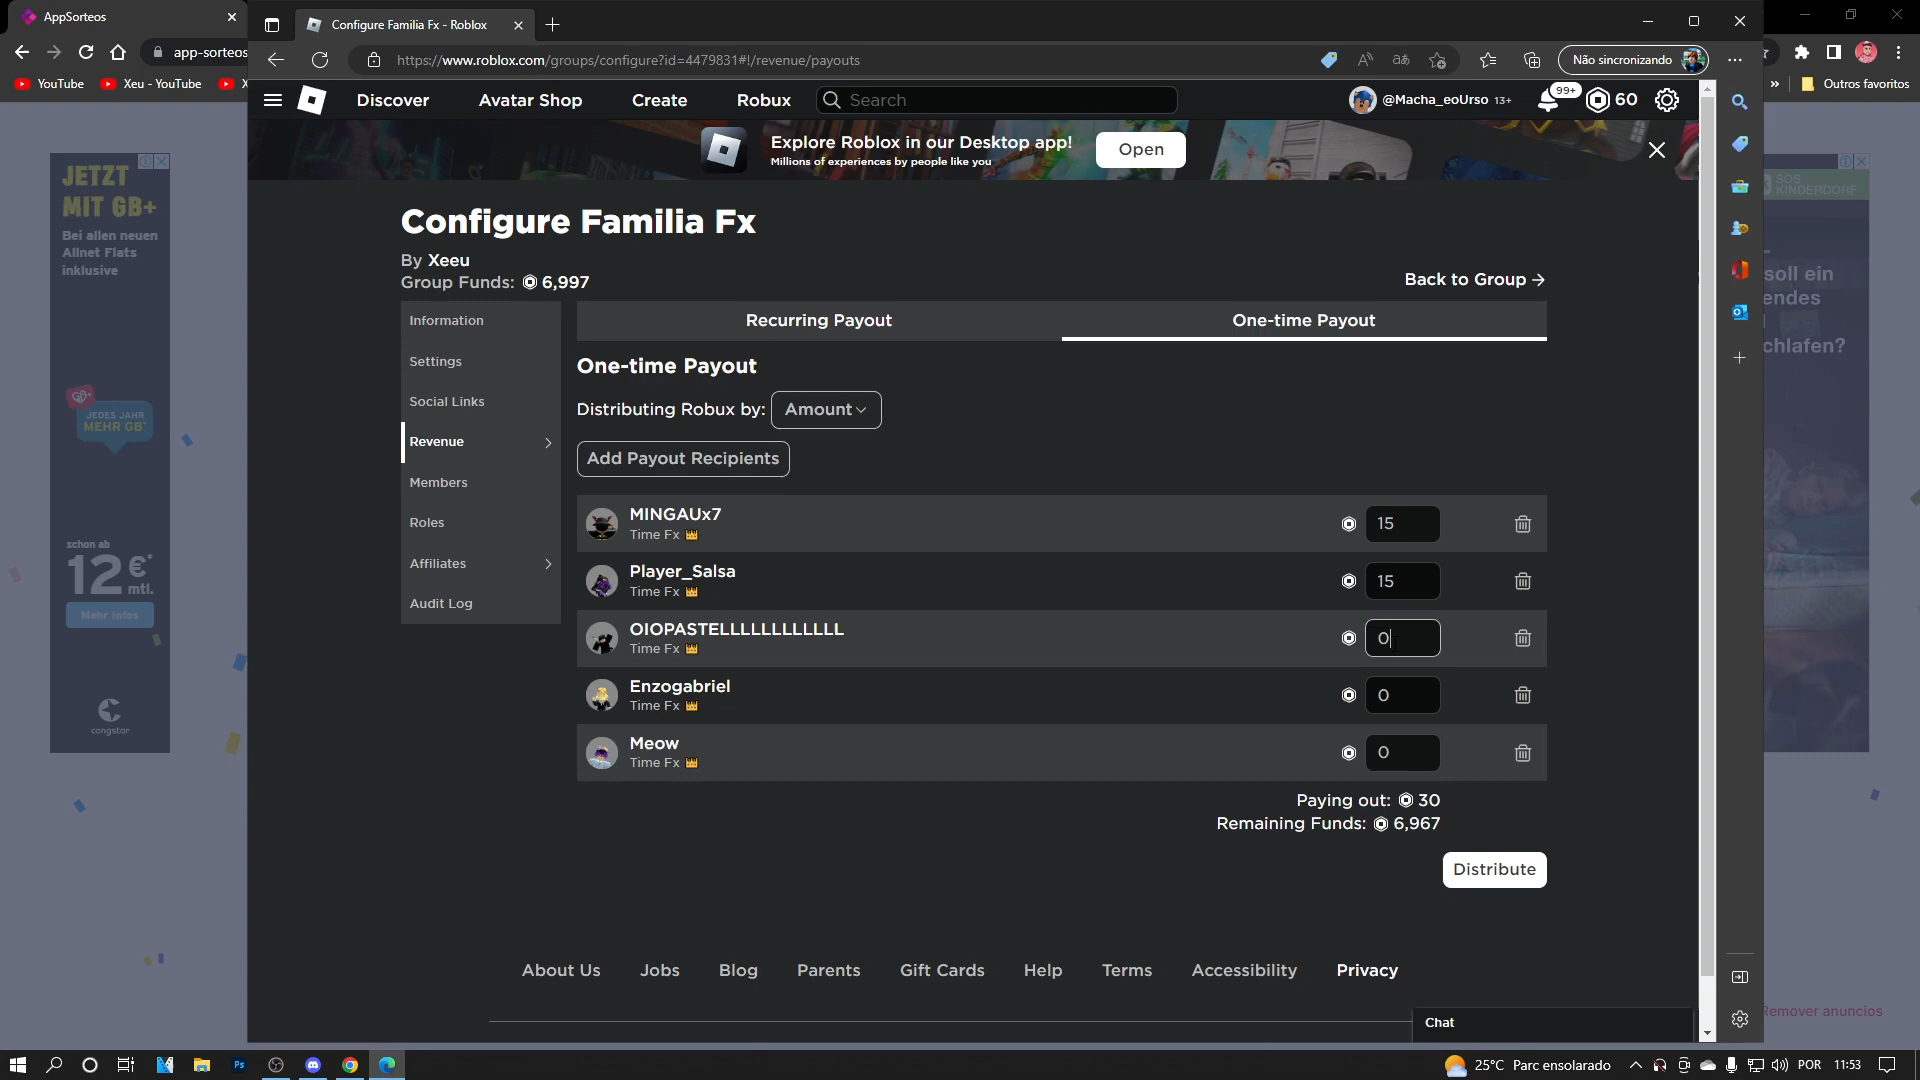 AppSorteos
Configure Familia Fx - Roblox
app-sorteos
https://www.roblox.com/groups/configure?id=4479831#!/revenue/payouts
Não sincronizando
YouTube
Xeu - YouTube
Outros favoritos
Discover
Avatar Shop
Create
Robux
Search
@Macha_eoUrso 13+
99+
60
Explore Roblox in our Desktop app!
Millions of experiences by people like you
Open
JETZT
MIT GB+
Bei allen neuen
Allnet Flats
inklusive
GB+
JEDES JAHR
MEHR GB*
schon ab
12 €*
mtl.
Mehr Infos
congstar
Configure Familia Fx
By Xeeu
Group Funds: 6,997
Back to Group
Information
Settings
Social Links
Revenue
Members
Roles
Affiliates
Audit Log
Recurring Payout
One-time Payout
One-time Payout
Distributing Robux by: Amount
Add Payout Recipients
MINGAUx7
Time Fx
15
Player_Salsa
Time Fx
15
OIOPASTELLLLLLLLLLLL
Time Fx
0
Enzogabriel
Time Fx
0
Meow
Time Fx
0
Paying out: 30
Remaining Funds: 6,967
Distribute
About Us
Jobs
Blog
Parents
Gift Cards
Help
Terms
Accessibility
Privacy
Chat
SOS
KINDERDORF
soll ein
endes
chlafen?
Remover anuncios
Ps
25°C Parc ensolarado
POR
11:53